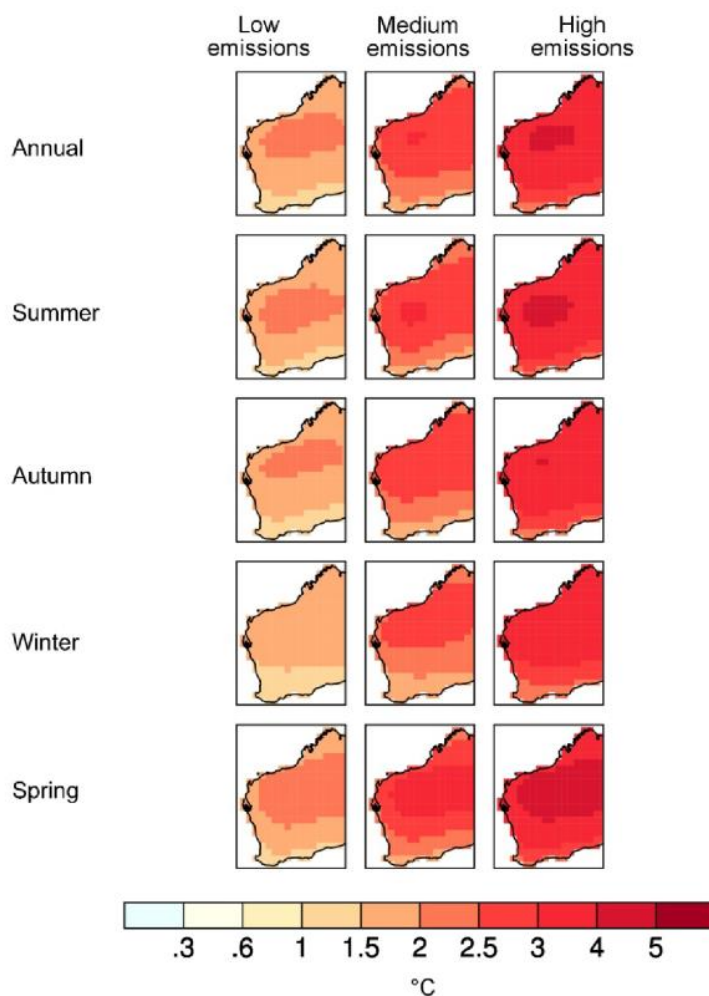 Low emissions
Medium emissions
High emissions
Annual
Summer
Autumn
Winter
Spring
.3 .6 1 1.5 2 2.5 3 4 5
°C